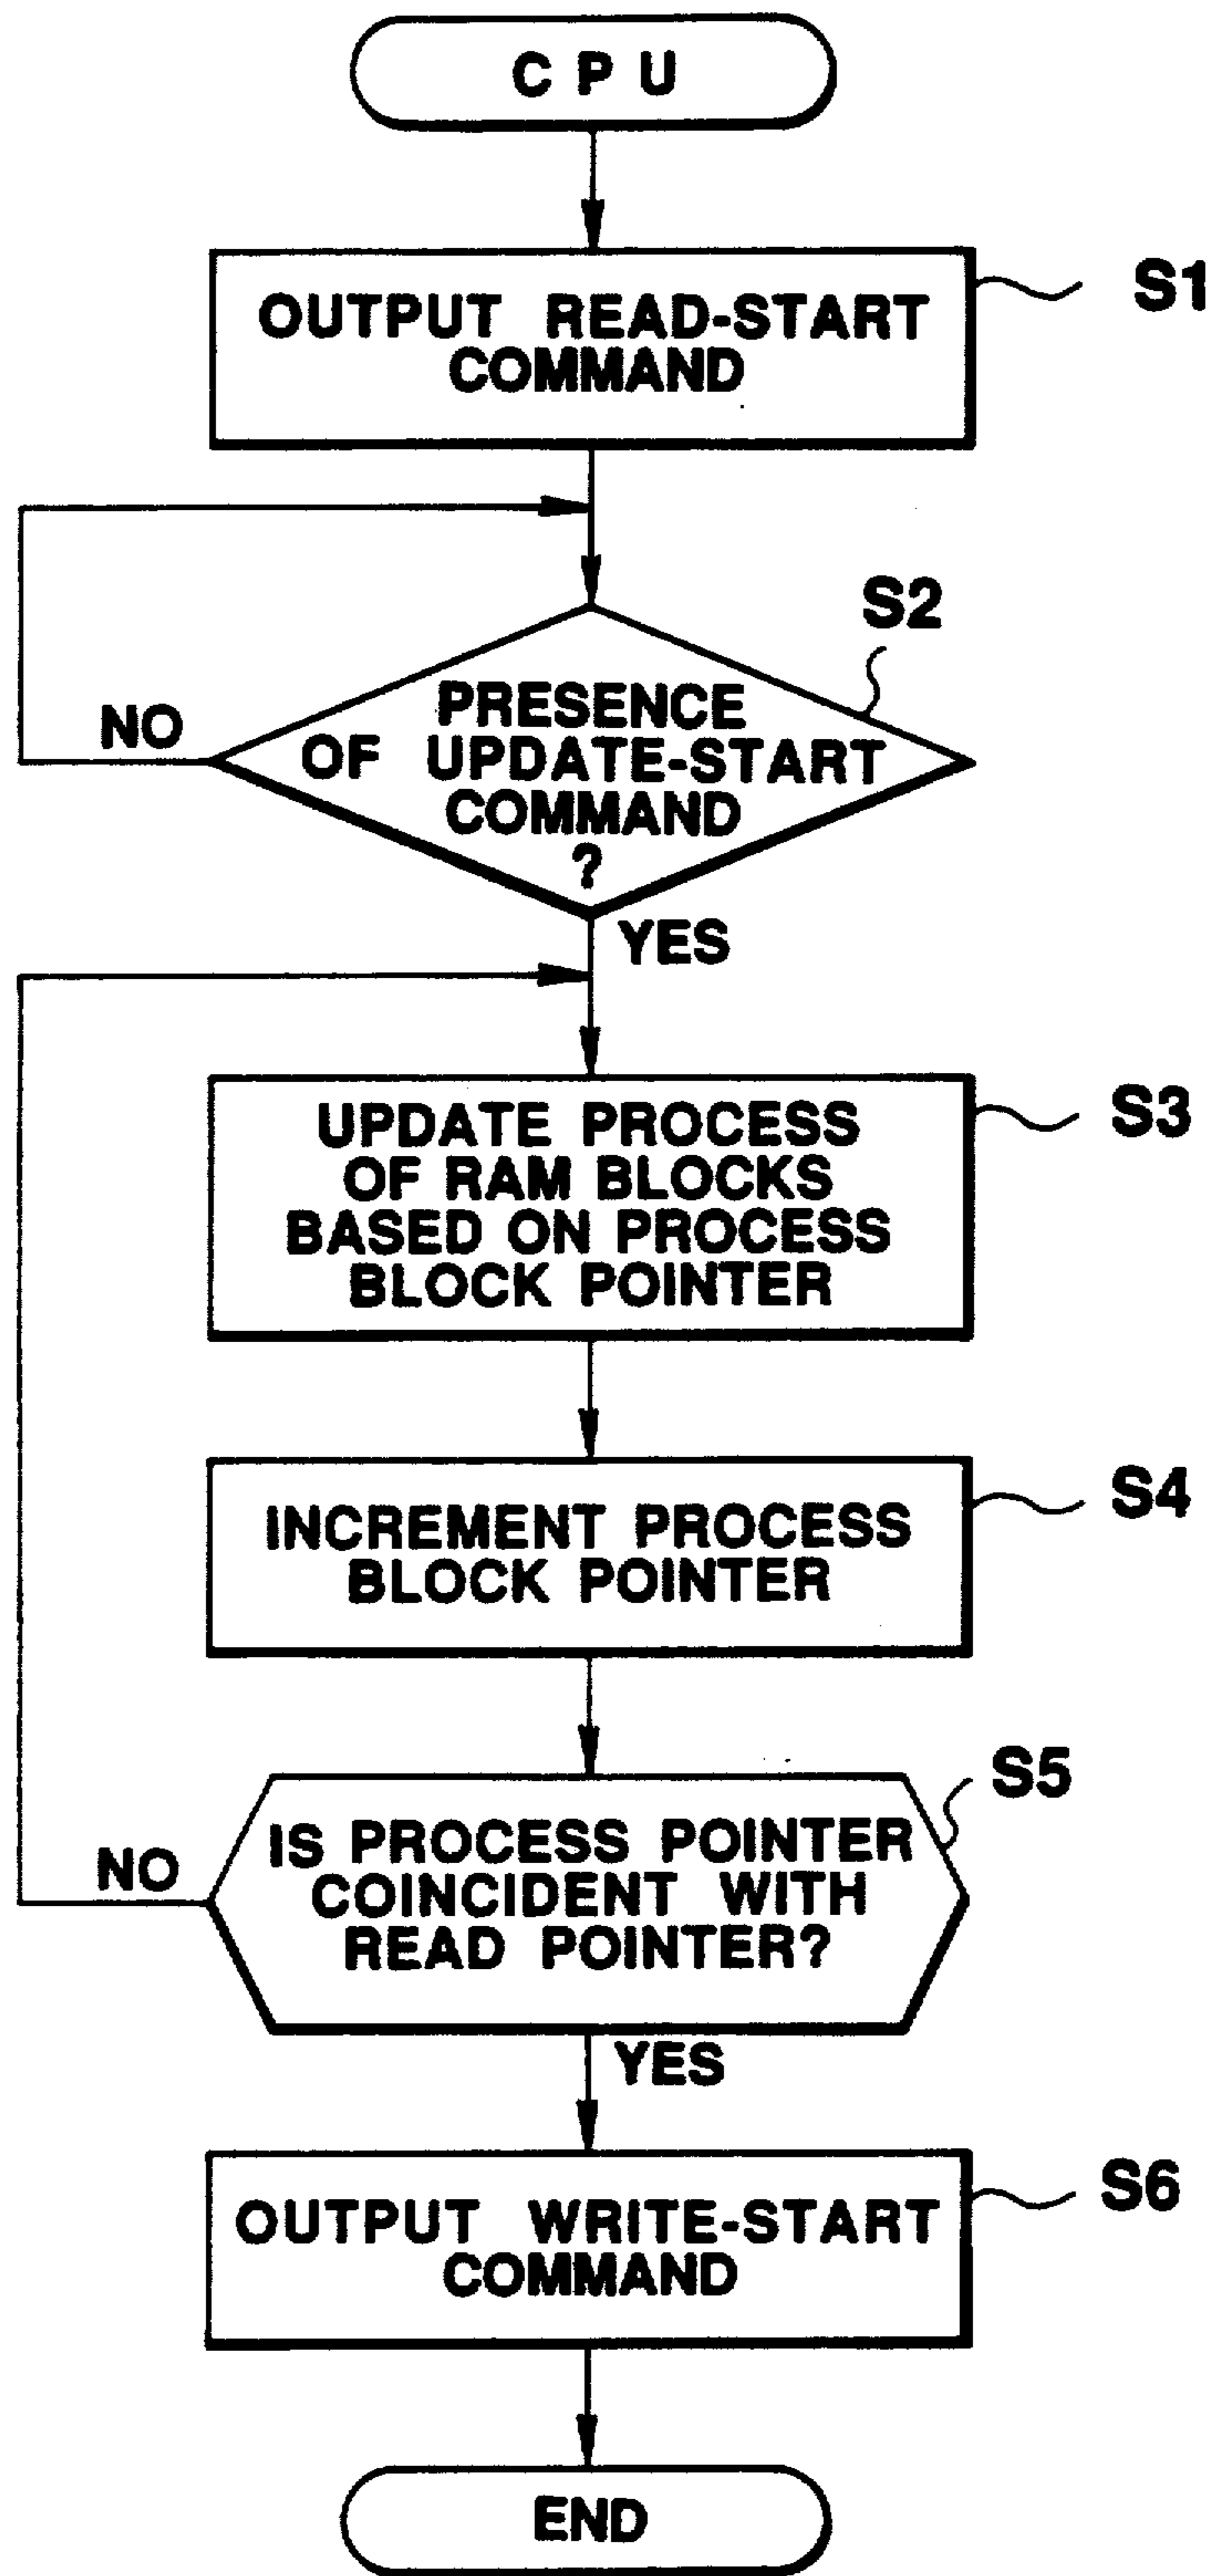 C P U
OUTPUT READ-START
COMMAND
S1
S2
PRESENCE
OF UPDATE-START
COMMAND
?
NO
YES
UPDATE PROCESS
OF RAM BLOCKS
BASED ON PROCESS
BLOCK POINTER
S3
INCREMENT PROCESS
BLOCK POINTER
S4
S5
IS PROCESS POINTER
COINCIDENT WITH
READ POINTER?
NO
YES
OUTPUT WRITE-START
COMMAND
S6
END